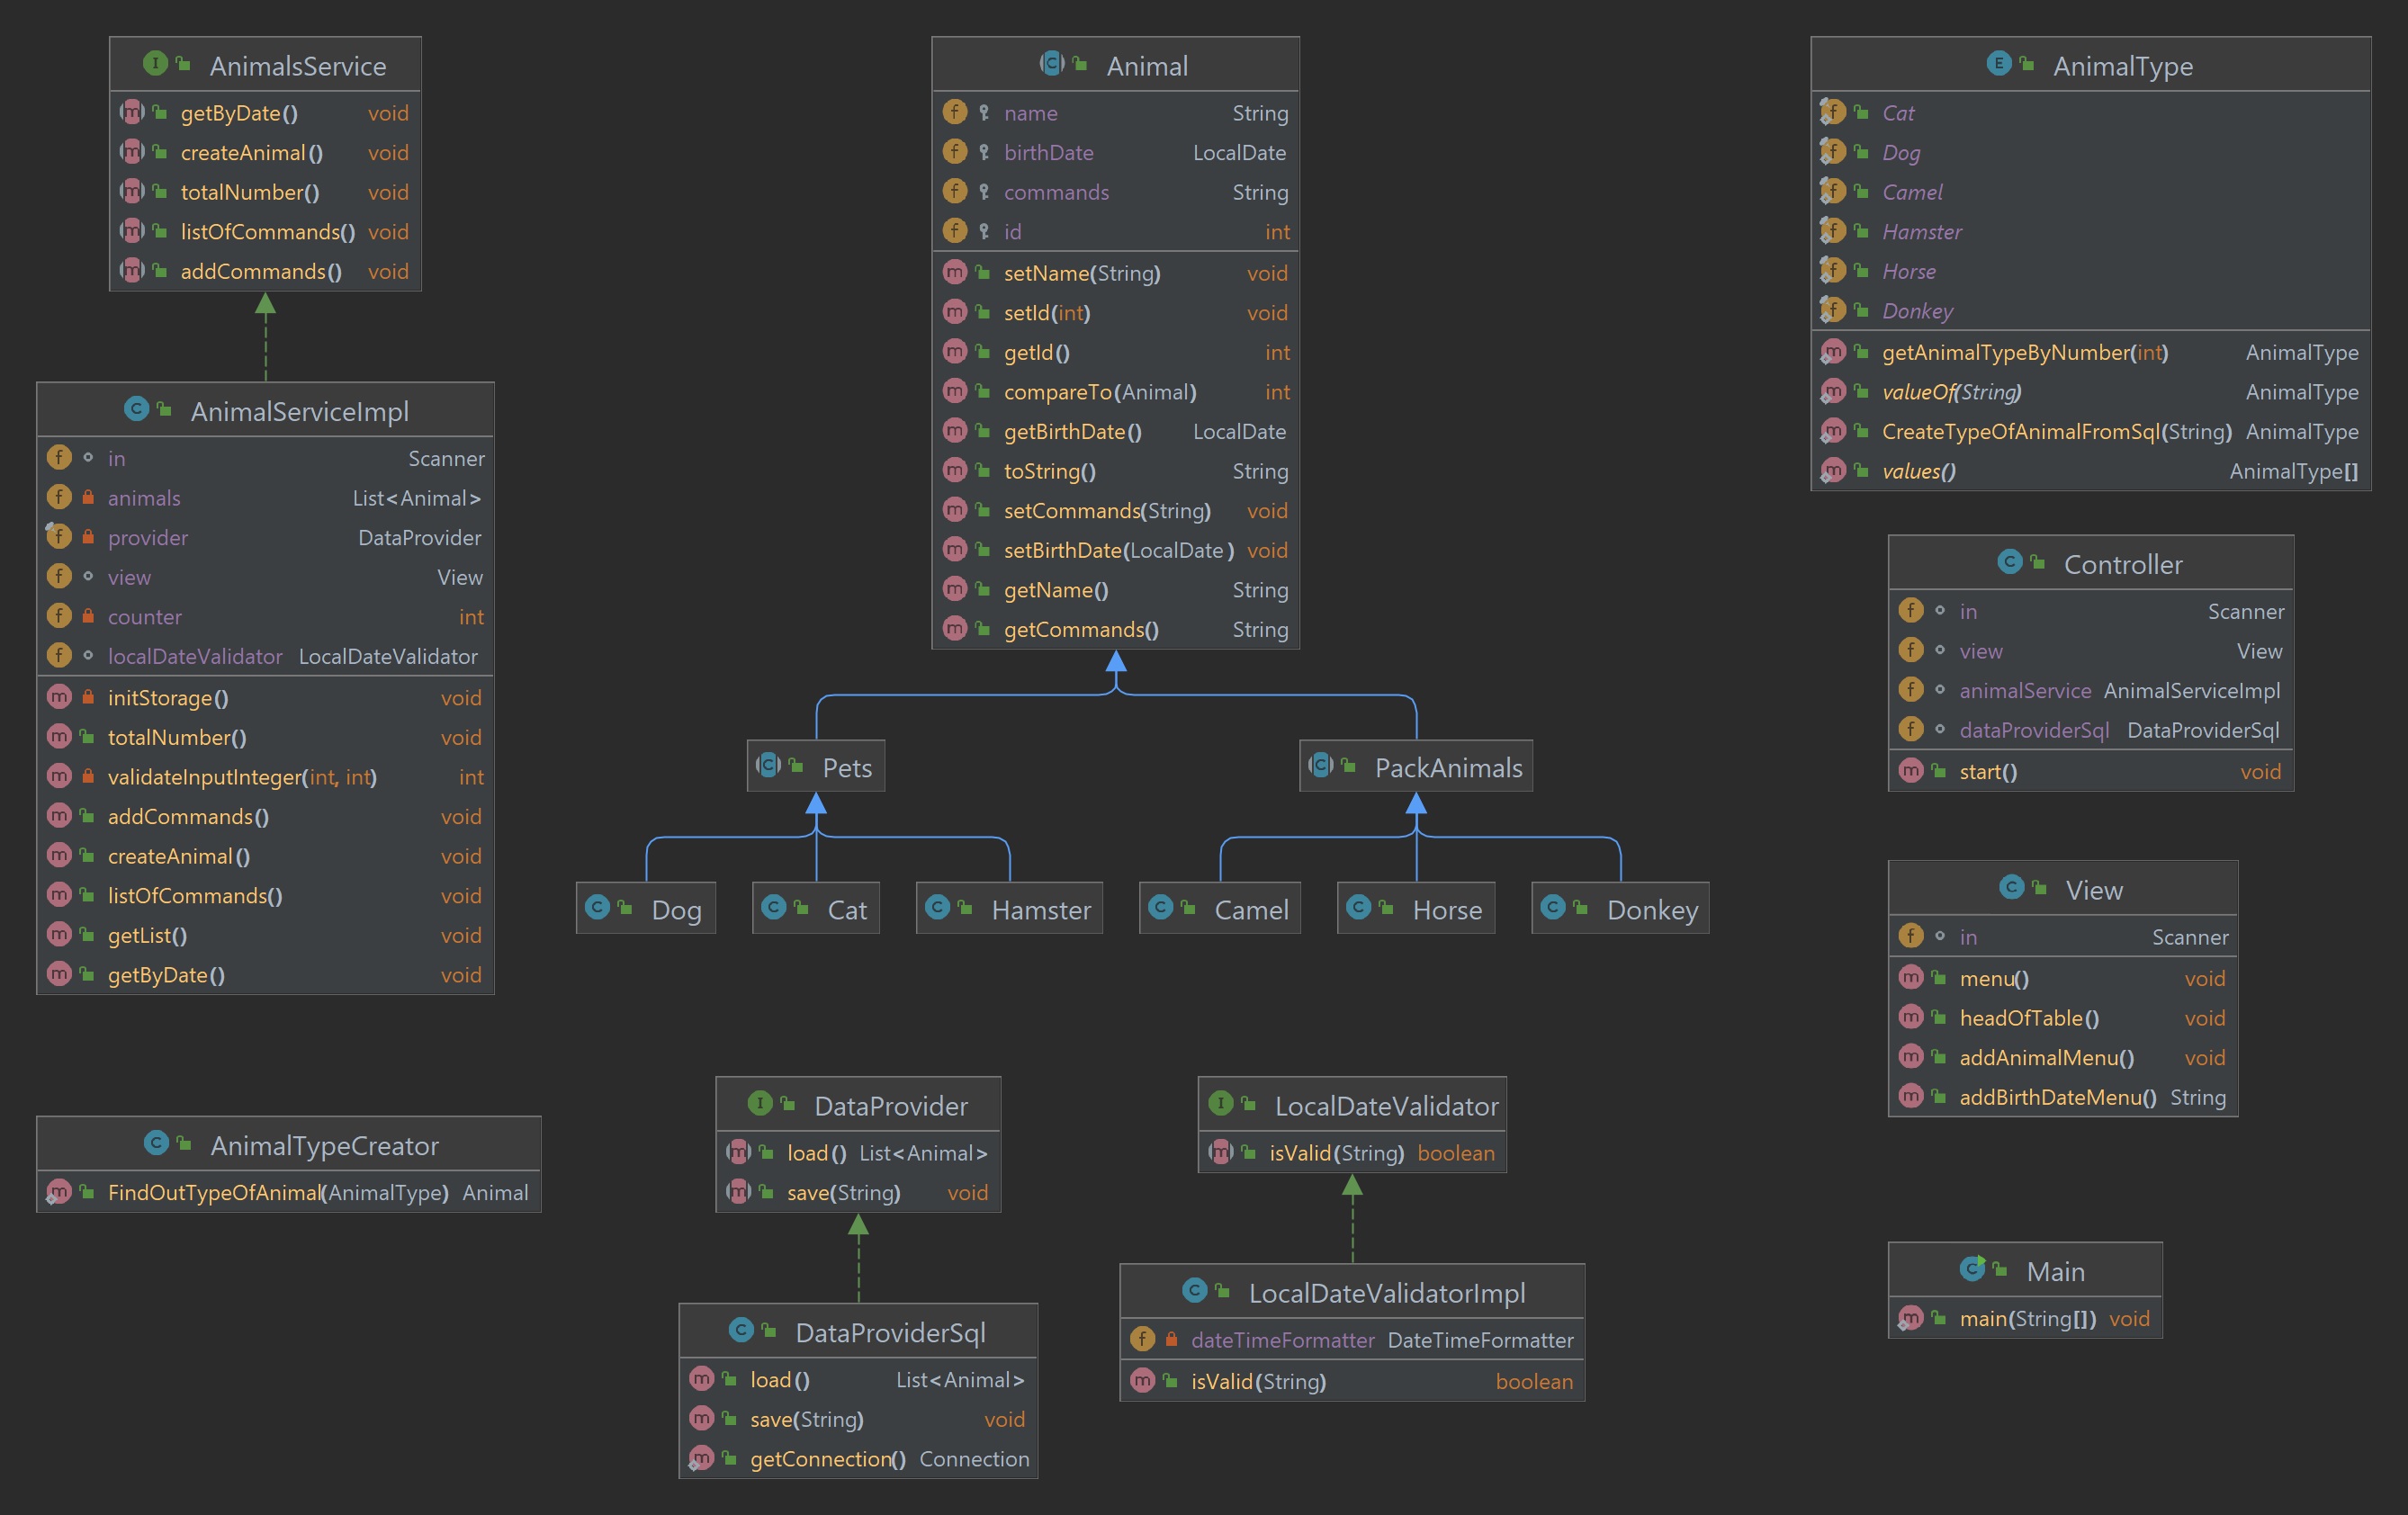 AnimalsService
getByDate() void
createAnimal() void
totalNumber() void
listOfCommands() void
addCommands() void
AnimalServiceImpl
in Scanner
animals List<Animal>
provider DataProvider
view View
counter int
localDateValidator LocalDateValidator
initStorage() void
totalNumber() void
validateInputInteger(int, int) int
addCommands() void
createAnimal() void
listOfCommands() void
getList() void
getByDate() void
AnimalTypeCreator
FindOutTypeOfAnimal(AnimalType) Animal
Animal
name String
birthDate LocalDate
commands String
id int
setName(String) void
setId(int) void
getId() int
compareTo(Animal) int
getBirthDate() LocalDate
toString() String
setCommands(String) void
setBirthDate(LocalDate) void
getName() String
getCommands() String
Pets
PackAnimals
Dog
Cat
Hamster
Camel
Horse
Donkey
DataProvider
load() List<Animal>
save(String) void
DataProviderSql
load() List<Animal>
save(String) void
getConnection() Connection
LocalDateValidator
isValid(String) boolean
LocalDateValidatorImpl
dateTimeFormatter DateTimeFormatter
isValid(String) boolean
AnimalType
Cat
Dog
Camel
Hamster
Horse
Donkey
getAnimalTypeByNumber(int) AnimalType
valueOf(String) AnimalType
CreateTypeOfAnimalFromSql(String) AnimalType
values() AnimalType[]
Controller
in Scanner
view View
animalService AnimalServiceImpl
dataProviderSql DataProviderSql
start() void
View
in Scanner
menu() void
headOfTable() void
addAnimalMenu() void
addBirthDateMenu() String
Main
main(String[]) void